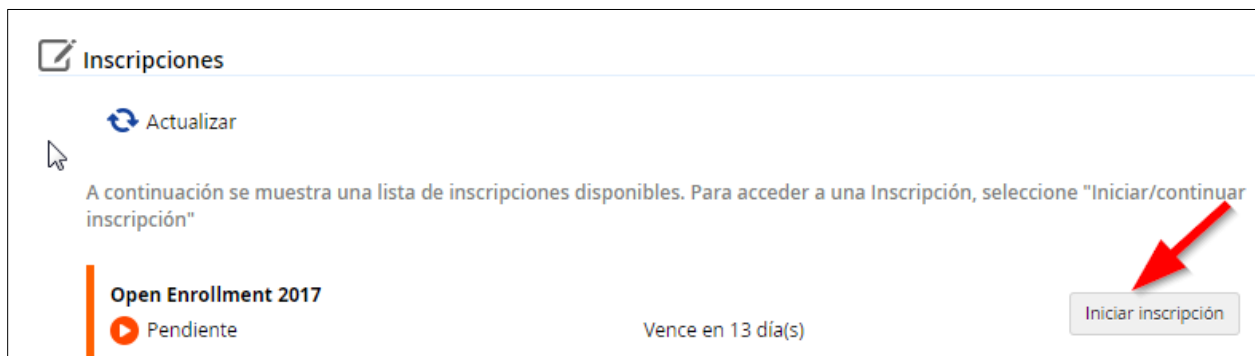 Inscripciones
Actualizar
A continuación se muestra una lista de inscripciones disponibles. Para acceder a una Inscripción, seleccione "Iniciar/continuar
inscripción"
Open Enrollment 2017
Iniciar inscripción
Pendiente Vence en 13 día(s)